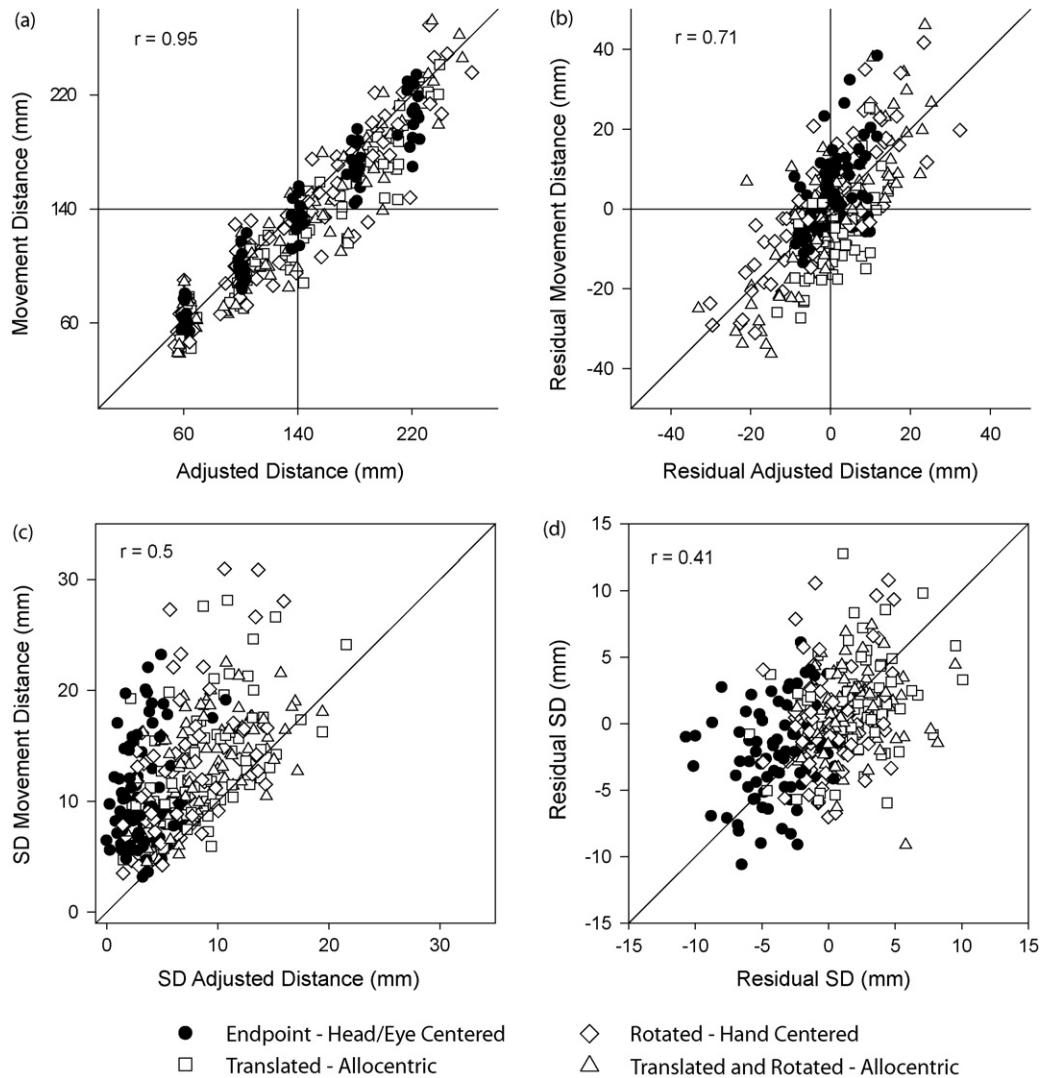 (a)
r = 0.95
Movement Distance (mm)
220
140
60
60 140 220
Adjusted Distance (mm)
(b)
r = 0.71
Residual Movement Distance (mm)
40
20
0
-20
-40
-40 -20 0 20 40
Residual Adjusted Distance (mm)
(c)
r = 0.5
SD Movement Distance (mm)
30
20
10
0
0 10 20 30
SD Adjusted Distance (mm)
(d)
r = 0.41
Residual SD (mm)
15
10
5
0
-5
-10
-15
-15 -10 -5 0 5 10 15
Residual SD (mm)
Endpoint - Head/Eye Centered
Rotated - Hand Centered
Translated - Allocentric
Translated and Rotated - Allocentric